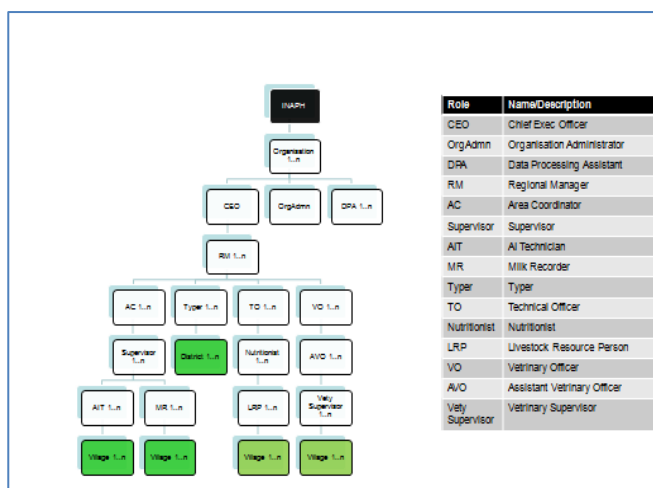 INAPH
Organisation
1...n
CEO
OrgAdmn
DPA 1...n
RM 1...n
AC 1...n
Typer 1...n
TO 1...n
VO 1...n
Supervisor
1...n
District 1...n
Nutritionist
1...n
AVO 1...n
AIT 1...n
MR 1...n
LRP 1...n
Vety
Supervisor
1...n
Village 1...n
Village 1...n
Village 1...n
Village 1...n
Role Name/Description
CEO Chief Exec Officer
OrgAdmn Organisation Administrator
DPA Data Processing Assistant
RM Regional Manager
AC Area Coordinator
Supervisor Supervisor
AIT AI Technician
MR Milk Recorder
Typer Typer
TO Technical Officer
Nutritionist Nutritionist
LRP Livestock Resource Person
VO Vetrinary Officer
AVO Assistant Vetrinary Officer
Vety Vetrinary Supervisor
Supervisor